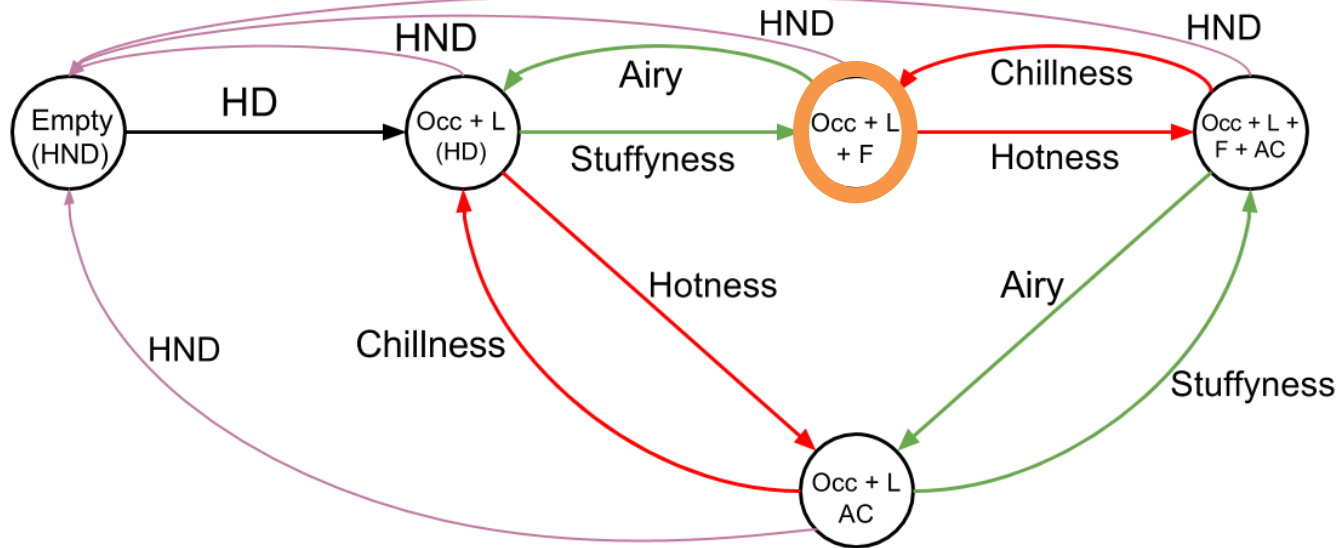 HND
HND
HND
HD
Airy
Chillness
Empty
(HND)
Occ + L
(HD)
Occ + L
+ F
Occ + L +
F + AC
Stuffyness
Hotness
Hotness
Airy
Chillness
HND
Stuffyness
Occ + L
AC